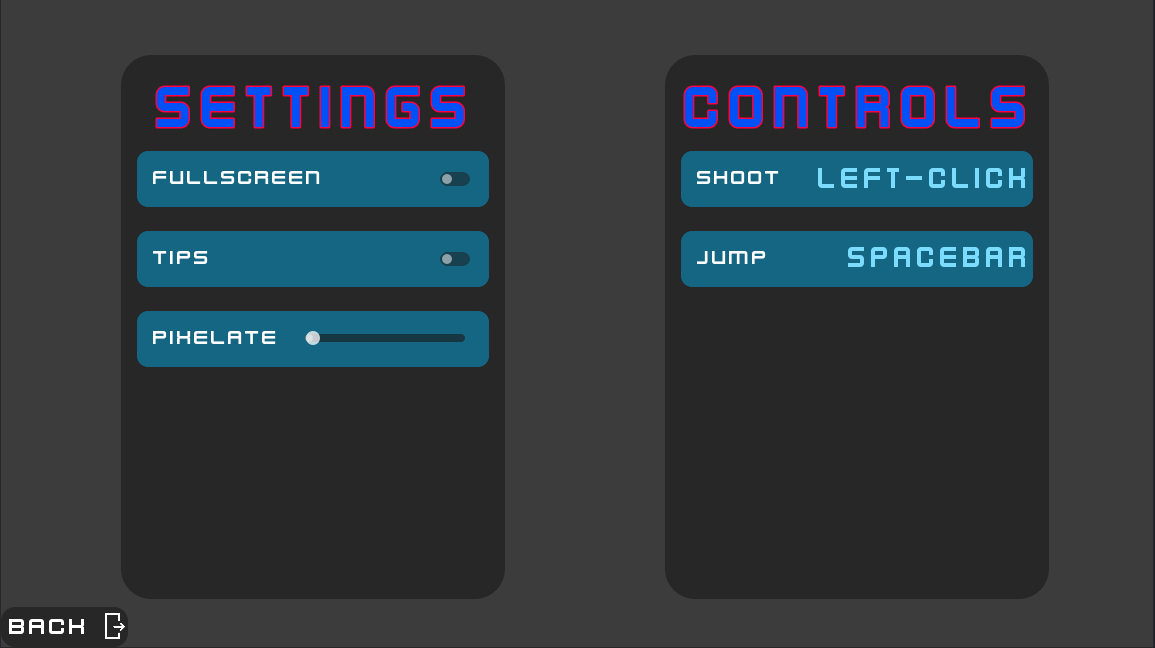 SETTINGS
FULLSCREEN
TIPS
PIXELATE
CONTROLS
SHOOT LEFT-CLICK
JUMP SPACEBAR
BACK